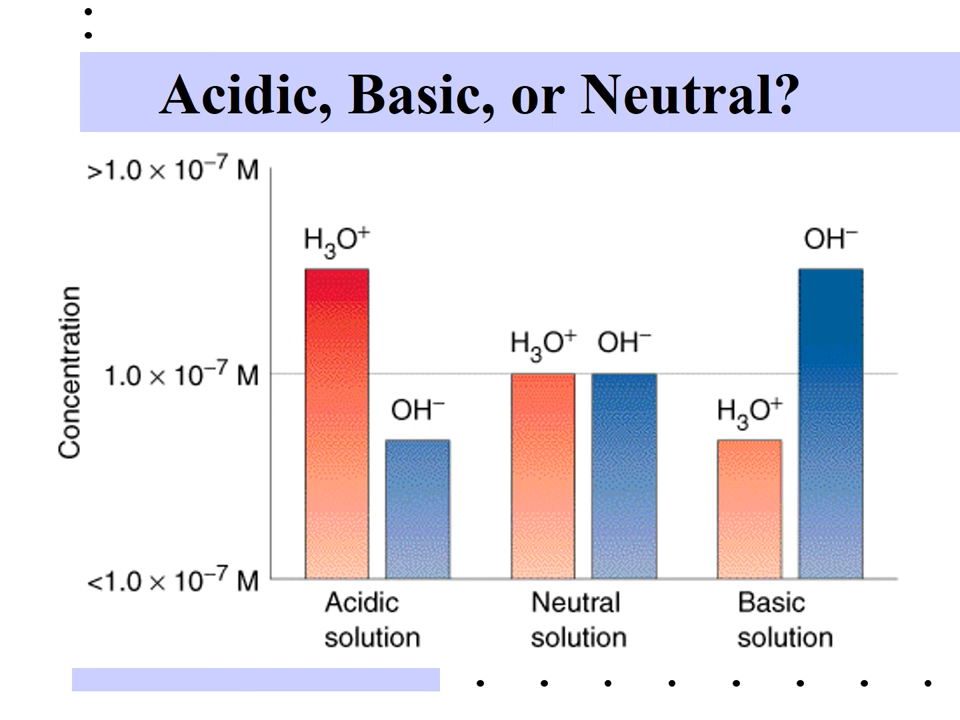 Acidic, Basic, or Neutral?
>1.0 × 10⁻⁷ M
H₃O⁺
OH⁻
H₃O⁺ OH⁻
Concentration
1.0 × 10⁻⁷ M
OH⁻
H₃O⁺
<1.0 × 10⁻⁷ M
Acidic solution
Neutral solution
Basic solution